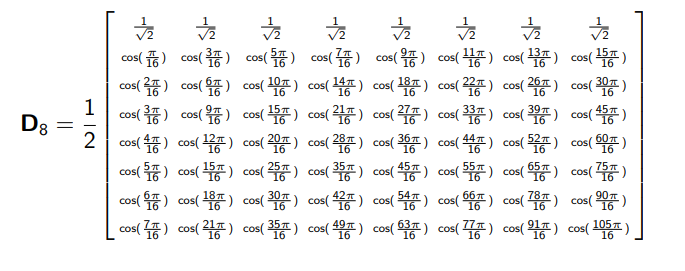 D₈ = 1/2
1/√2 1/√2 1/√2 1/√2 1/√2 1/√2 1/√2 1/√2
cos(π/16) cos(3π/16) cos(5π/16) cos(7π/16) cos(9π/16) cos(11π/16) cos(13π/16) cos(15π/16)
cos(2π/16) cos(6π/16) cos(10π/16) cos(14π/16) cos(18π/16) cos(22π/16) cos(26π/16) cos(30π/16)
cos(3π/16) cos(9π/16) cos(15π/16) cos(21π/16) cos(27π/16) cos(33π/16) cos(39π/16) cos(45π/16)
cos(4π/16) cos(12π/16) cos(20π/16) cos(28π/16) cos(36π/16) cos(44π/16) cos(52π/16) cos(60π/16)
cos(5π/16) cos(15π/16) cos(25π/16) cos(35π/16) cos(45π/16) cos(55π/16) cos(65π/16) cos(75π/16)
cos(6π/16) cos(18π/16) cos(30π/16) cos(42π/16) cos(54π/16) cos(66π/16) cos(78π/16) cos(90π/16)
cos(7π/16) cos(21π/16) cos(35π/16) cos(49π/16) cos(63π/16) cos(77π/16) cos(91π/16) cos(105π/16)